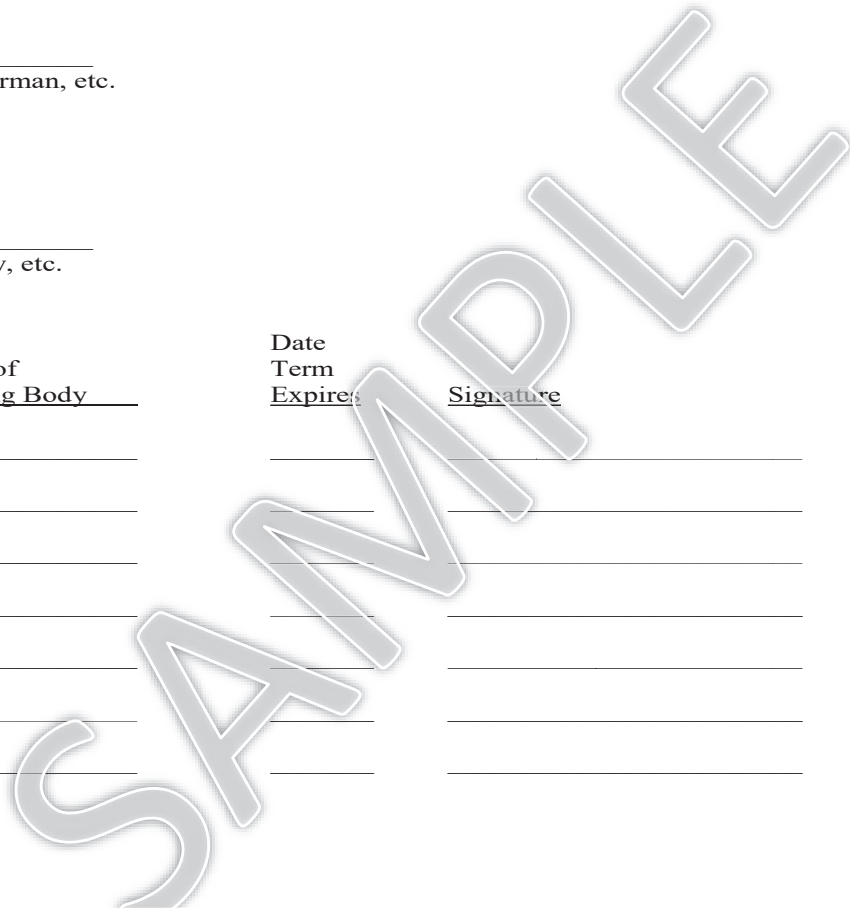 rman, etc.
, etc.
Date
of
Term
g Body
Expires
Signature
SAMPLE